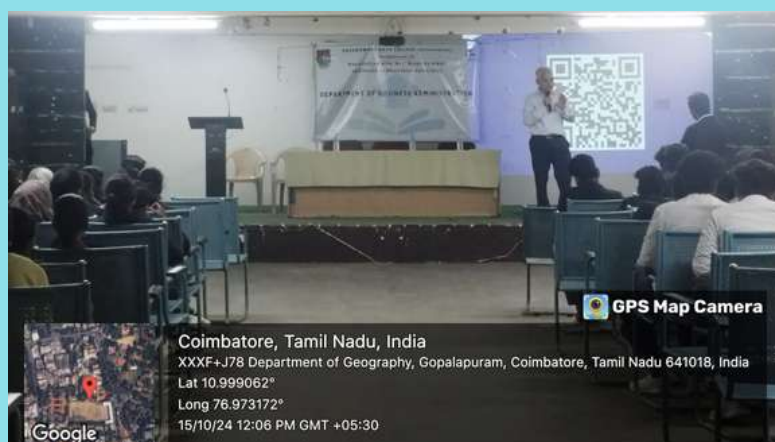 DEPARTMENT OF BUSINESS ADMINISTRATION
GPS Map Camera
Coimbatore, Tamil Nadu, India
XXXF+J78 Department of Geography, Gopalapuram, Coimbatore, Tamil Nadu 641018, India
Lat 10.999062°
Long 76.973172°
15/10/24 12:06 PM GMT +05:30
Google